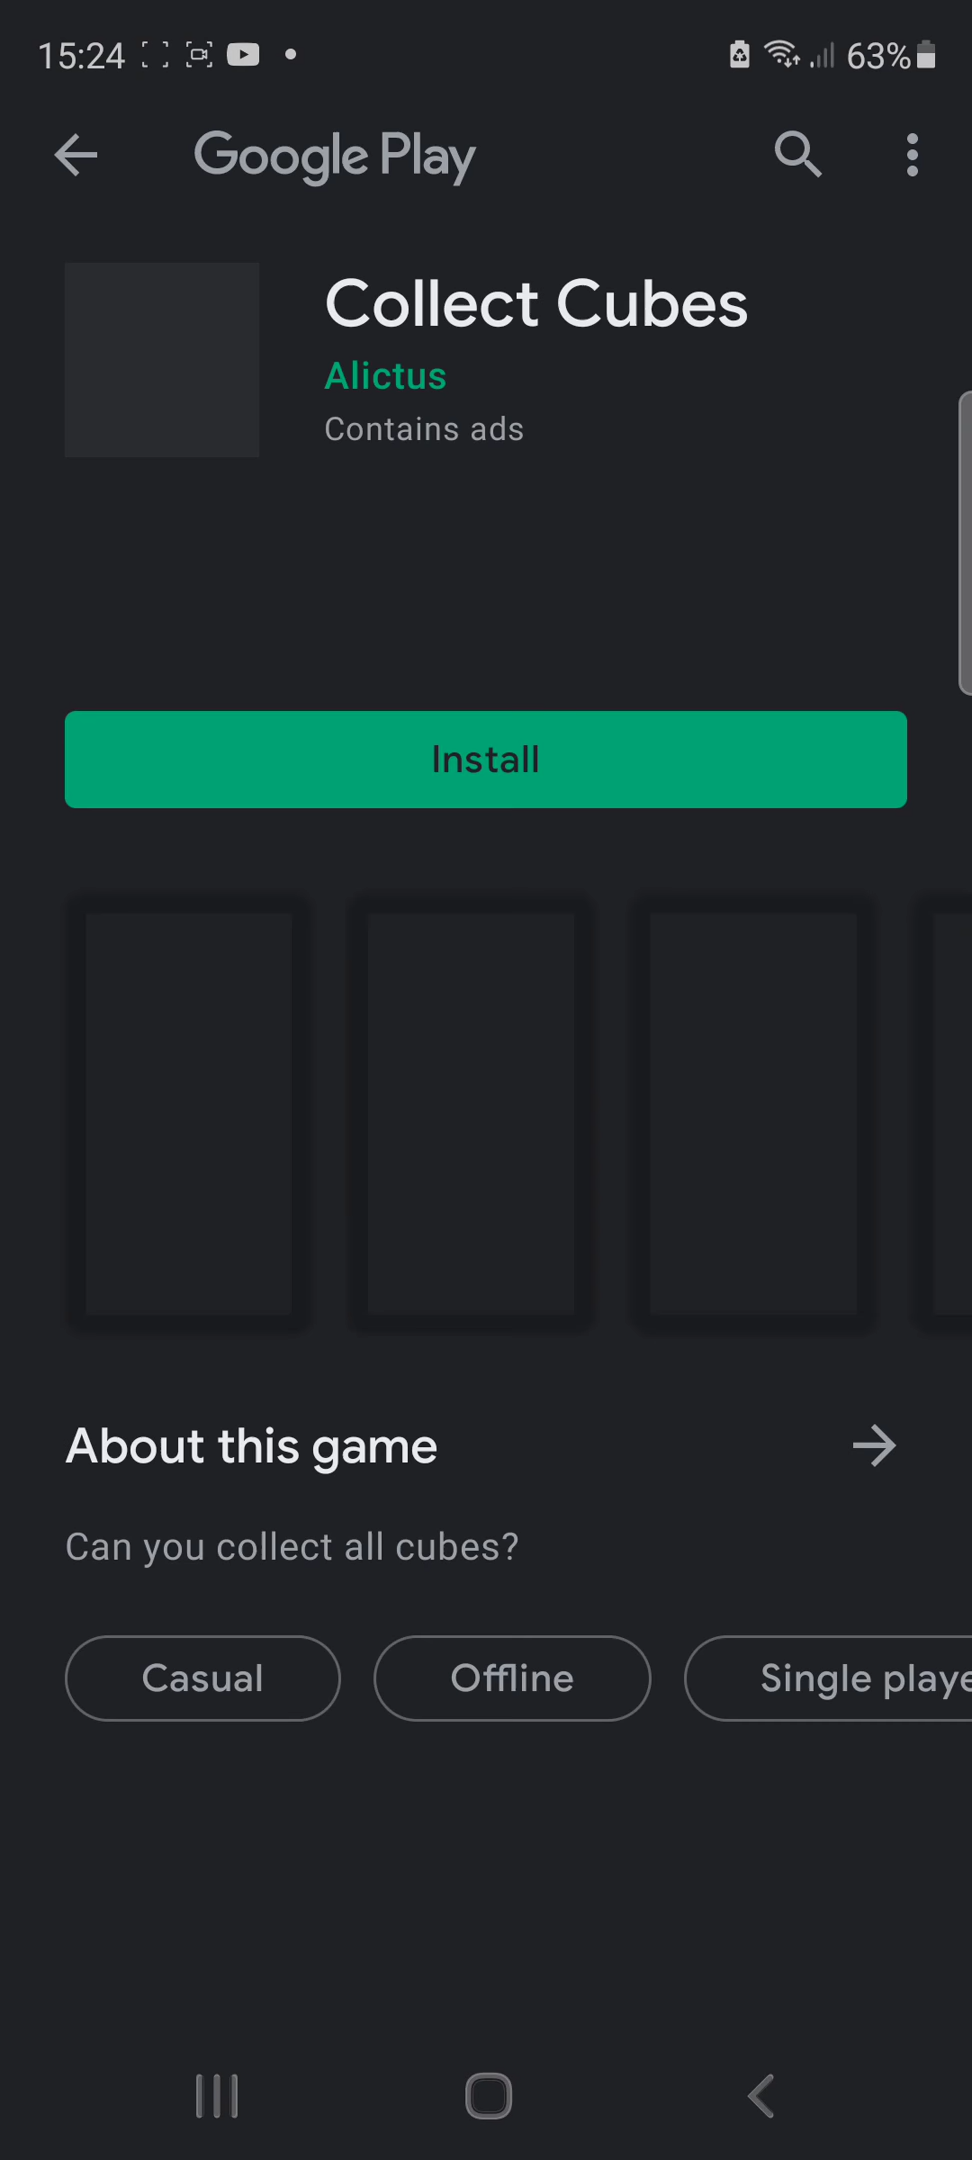 15:24
63%
Google Play
Collect Cubes
Alictus
Contains ads
Install
About this game
Can you collect all cubes?
Casual
Offline
Single playe